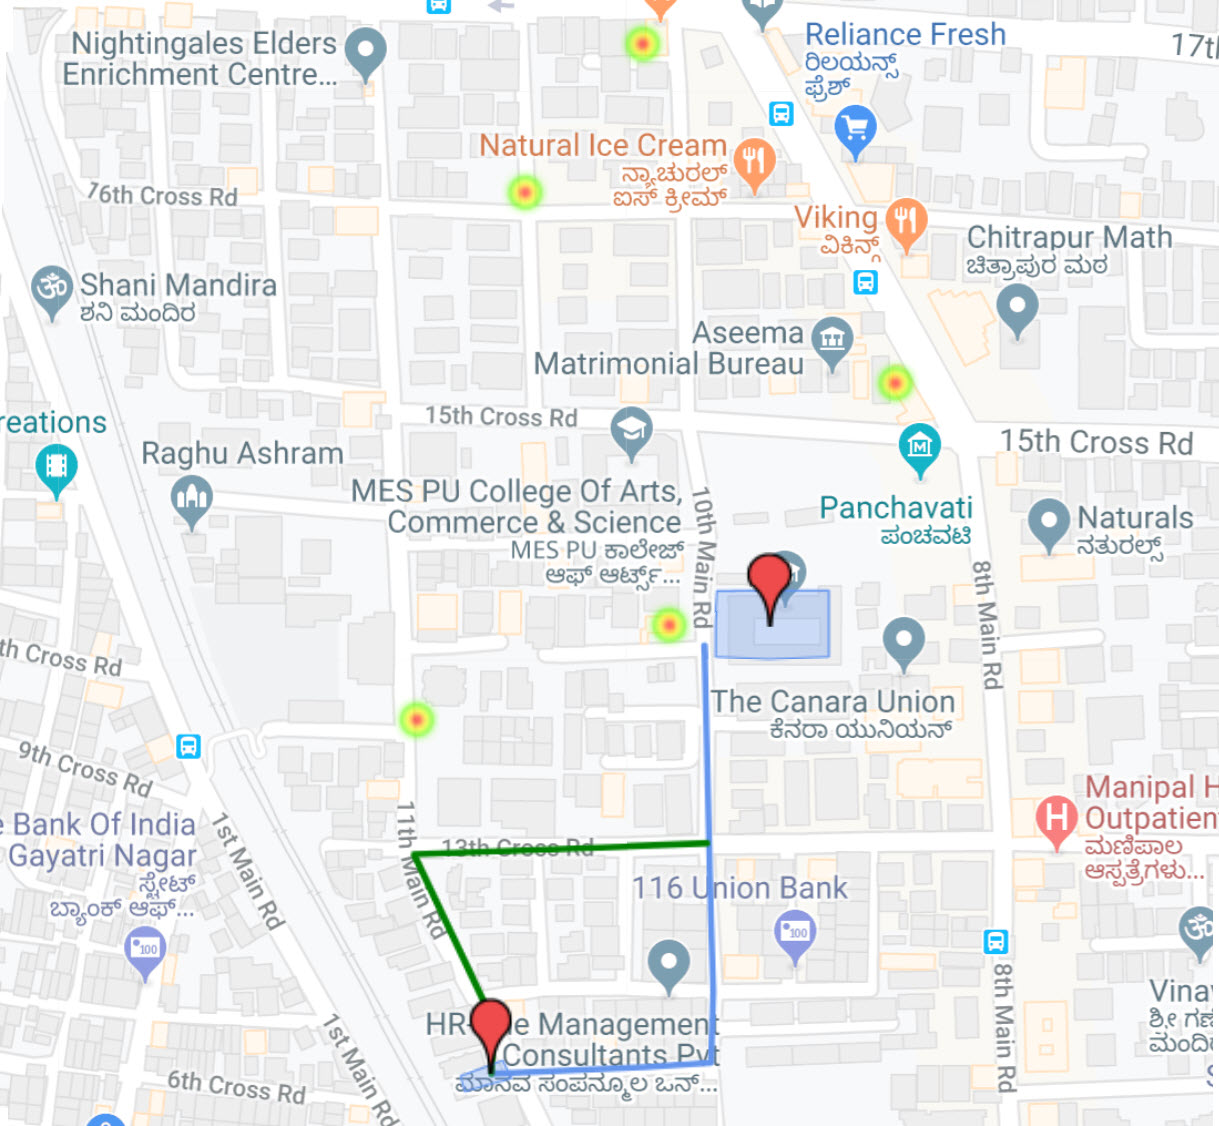 Nightingales Elders
Enrichment Centre...
Reliance Fresh
ರಿಲಯನ್ಸ್
ಫ್ರೆಶ್
Natural Ice Cream
ನ್ಯಾಚುರಲ್
ಐಸ್ ಕ್ರೀಮ್
16th Cross Rd
Viking
ವಿಕಿನ್ಗ್
Chitrapur Math
ಚಿತ್ರಾಪುರ ಮಠ
Shani Mandira
ಶನಿ ಮಂದಿರ
Aseema
Matrimonial Bureau
reations
15th Cross Rd
15th Cross Rd
Raghu Ashram
MES PU College Of Arts,
Commerce & Science
MES PU ಕಾಲೇಜ್
ಆಫ್ ಆರ್ಟ್ಸ್...
10th Main Rd
Panchavati
ಪಂಚವಟಿ
Naturals
ನತುರಲ್ಸ್
8th Main Rd
th Cross Rd
The Canara Union
ಕೆನರಾ ಯುನಿಯನ್
9th Cross Rd
Bank Of India
Gayatri Nagar
ಸ್ಟೇಟ್
ಬ್ಯಾಂಕ್ ಆಫ್...
1st Main Rd
11th Main Rd
13th Cross Rd
Manipal H
Outpatien
ಮಣಿಪಾಲ
ಆಸ್ಪತ್ರೆಗಳು...
116 Union Bank
100
100
8th Main Rd
Vina
ಶ್ರೀ ಗಣ
ಮಂದಿ
Management
Consultants Pvt
ಮಾನವ ಸಂಪನ್ಮೂಲ ಒನ್...
1st Main Rd
6th Cross Rd